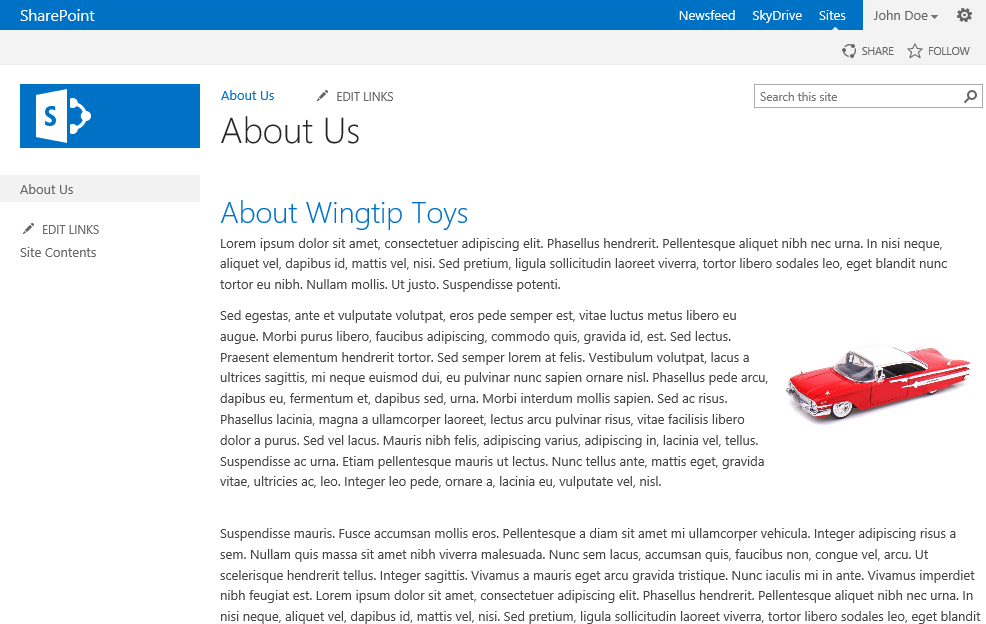 SharePoint
Newsfeed SkyDrive Sites John Doe
SHARE FOLLOW
S
About Us EDIT LINKS
Search this site
About Us
About Us
EDIT LINKS
Site Contents
About Wingtip Toys
Lorem ipsum dolor sit amet, consectetuer adipiscing elit. Phasellus hendrerit. Pellentesque aliquet nibh nec urna. In nisi neque,
aliquet vel, dapibus id, mattis vel, nisi. Sed pretium, ligula sollicitudin laoreet viverra, tortor libero sodales leo, eget blandit nunc
tortor eu nibh. Nullam mollis. Ut justo. Suspendisse potenti.
Sed egestas, ante et vulputate volutpat, eros pede semper est, vitae luctus metus libero eu
augue. Morbi purus libero, faucibus adipiscing, commodo quis, gravida id, est. Sed lectus.
Praesent elementum hendrerit tortor. Sed semper lorem at felis. Vestibulum volutpat, lacus a
ultrices sagittis, mi neque euismod dui, eu pulvinar nunc sapien ornare nisl. Phasellus pede arcu,
dapibus eu, fermentum et, dapibus sed, urna. Morbi interdum mollis sapien. Sed ac risus.
Phasellus lacinia, magna a ullamcorper laoreet, lectus arcu pulvinar risus, vitae facilisis libero
dolor a purus. Sed vel lacus. Mauris nibh felis, adipiscing varius, adipiscing in, lacinia vel, tellus.
Suspendisse ac urna. Etiam pellentesque mauris ut lectus. Nunc tellus ante, mattis eget, gravida
vitae, ultricies ac, leo. Integer leo pede, ornare a, lacinia eu, vulputate vel, nisl.
Suspendisse mauris. Fusce accumsan mollis eros. Pellentesque a diam sit amet mi ullamcorper vehicula. Integer adipiscing risus a
sem. Nullam quis massa sit amet nibh viverra malesuada. Nunc sem lacus, accumsan quis, faucibus non, congue vel, arcu. Ut
scelerisque hendrerit tellus. Integer sagittis. Vivamus a mauris eget arcu gravida tristique. Nunc iaculis mi in ante. Vivamus imperdiet
nibh feugiat est. Lorem ipsum dolor sit amet, consectetuer adipiscing elit. Phasellus hendrerit. Pellentesque aliquet nibh nec urna. In
nisi neque, aliquet vel, dapibus id, mattis vel, nisi. Sed pretium, ligula sollicitudin laoreet viverra, tortor libero sodales leo, eget blandit